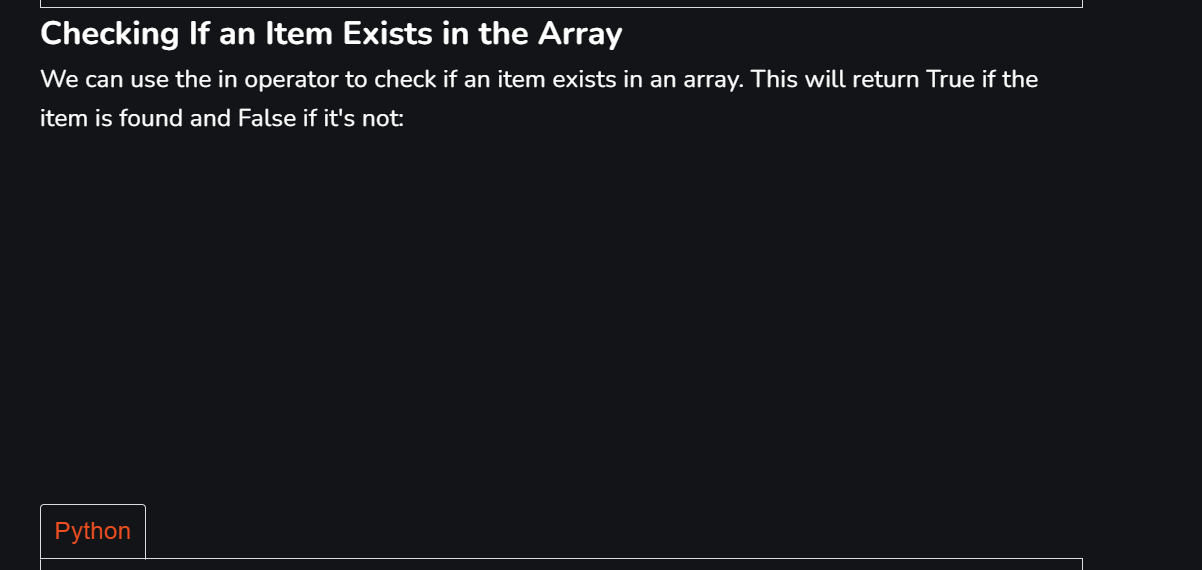 Checking If an Item Exists in the Array
We can use the in operator to check if an item exists in an array. This will return True if the
item is found and False if it's not:
Python